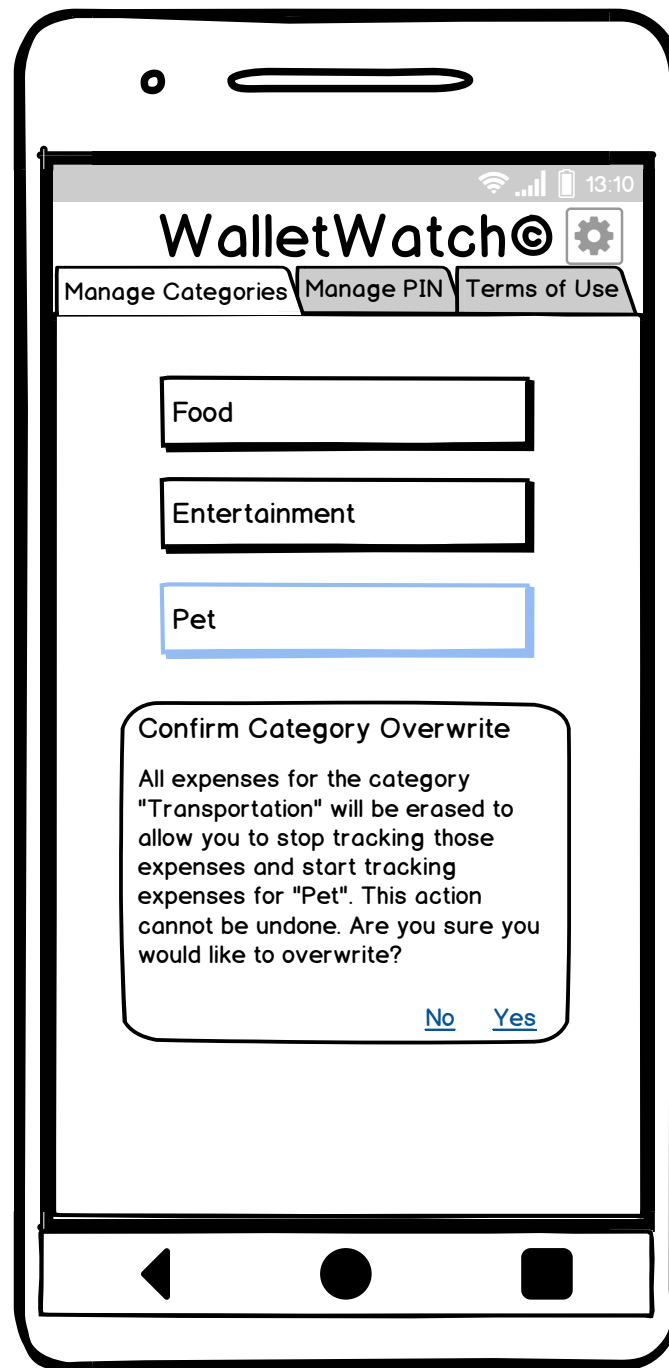 13:10
WalletWatch©
Manage Categories Manage PIN Terms of Use
Food
Entertainment
Pet
Confirm Category Overwrite
All expenses for the category
"Transportation" will be erased to
allow you to stop tracking those
expenses and start tracking
expenses for "Pet". This action
cannot be undone. Are you sure you
would like to overwrite?
No Yes